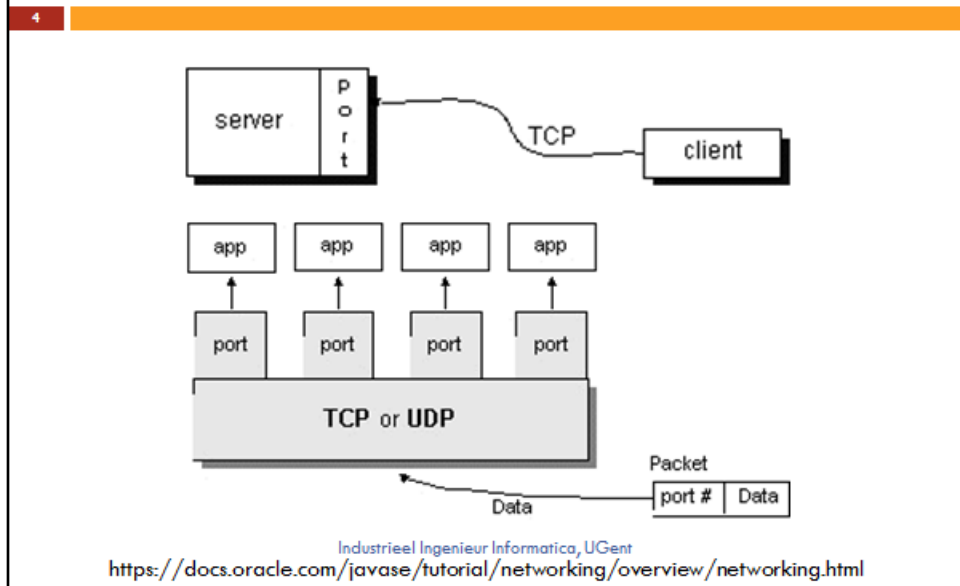 4
server
Port
TCP
client
app app app app
port port port port
TCP or UDP
Packet
port # Data
Data
Industrieel Ingenieur Informatica, UGent
https://docs.oracle.com/javase/tutorial/networking/overview/networking.html